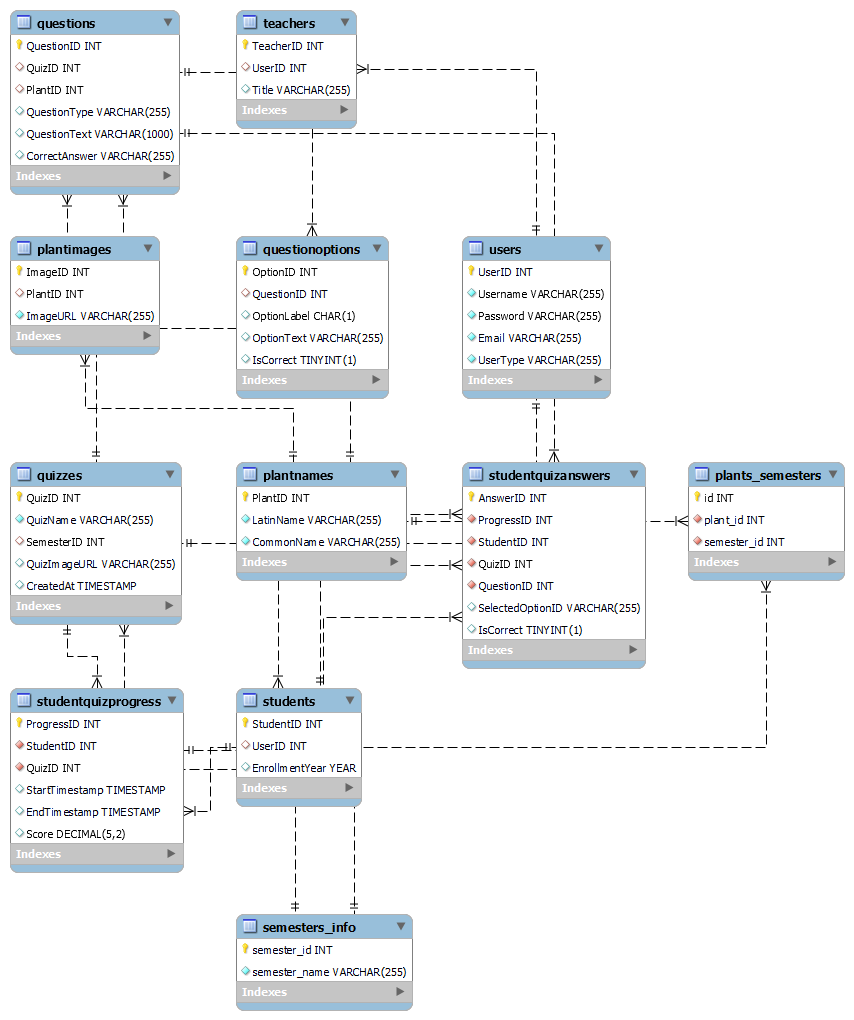 questions
QuestionID INT
QuizID INT
PlantID INT
QuestionType VARCHAR(255)
QuestionText VARCHAR(1000)
CorrectAnswer VARCHAR(255)
Indexes
teachers
TeacherID INT
UserID INT
Title VARCHAR(255)
Indexes
plantimages
ImageID INT
PlantID INT
ImageURL VARCHAR(255)
Indexes
questionoptions
OptionID INT
QuestionID INT
OptionLabel CHAR(1)
OptionText VARCHAR(255)
IsCorrect TINYINT(1)
Indexes
users
UserID INT
Username VARCHAR(255)
Password VARCHAR(255)
Email VARCHAR(255)
UserType VARCHAR(255)
Indexes
quizzes
QuizID INT
QuizName VARCHAR(255)
SemesterID INT
QuizImageURL VARCHAR(255)
CreatedAt TIMESTAMP
Indexes
plantnames
PlantID INT
LatinName VARCHAR(255)
CommonName VARCHAR(255)
Indexes
studentquizanswers
AnswerID INT
ProgressID INT
StudentID INT
QuizID INT
QuestionID INT
SelectedOptionID VARCHAR(255)
IsCorrect TINYINT(1)
Indexes
plants_semesters
id INT
plant_id INT
semester_id INT
Indexes
studentquizprogress
ProgressID INT
StudentID INT
QuizID INT
StartTimestamp TIMESTAMP
EndTimestamp TIMESTAMP
Score DECIMAL(5,2)
Indexes
students
StudentID INT
UserID INT
EnrollmentYear YEAR
Indexes
semesters_info
semester_id INT
semester_name VARCHAR(255)
Indexes